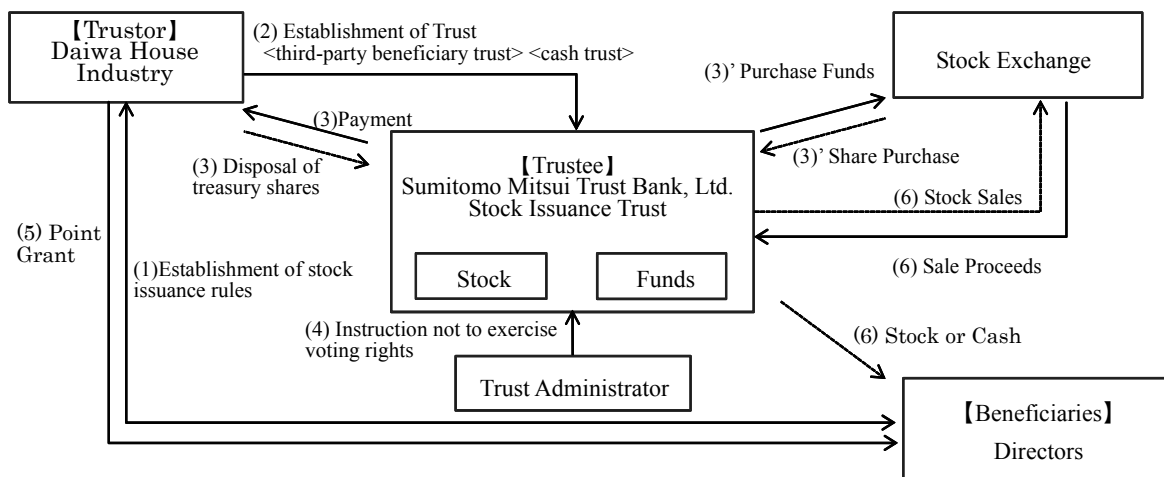 【Trustor】
Daiwa House
Industry
(2) Establishment of Trust
<third-party beneficiary trust> <cash trust>
(3)' Purchase Funds
Stock Exchange
(3)Payment
(3) Disposal of
treasury shares
【Trustee】
Sumitomo Mitsui Trust Bank, Ltd.
Stock Issuance Trust
(3)' Share Purchase
(6) Stock Sales
(5) Point
Grant
(1)Establishment of stock
issuance rules
Stock
Funds
(6) Sale Proceeds
(4) Instruction not to exercise
voting rights
(6) Stock or Cash
Trust Administrator
【Beneficiaries】
Directors